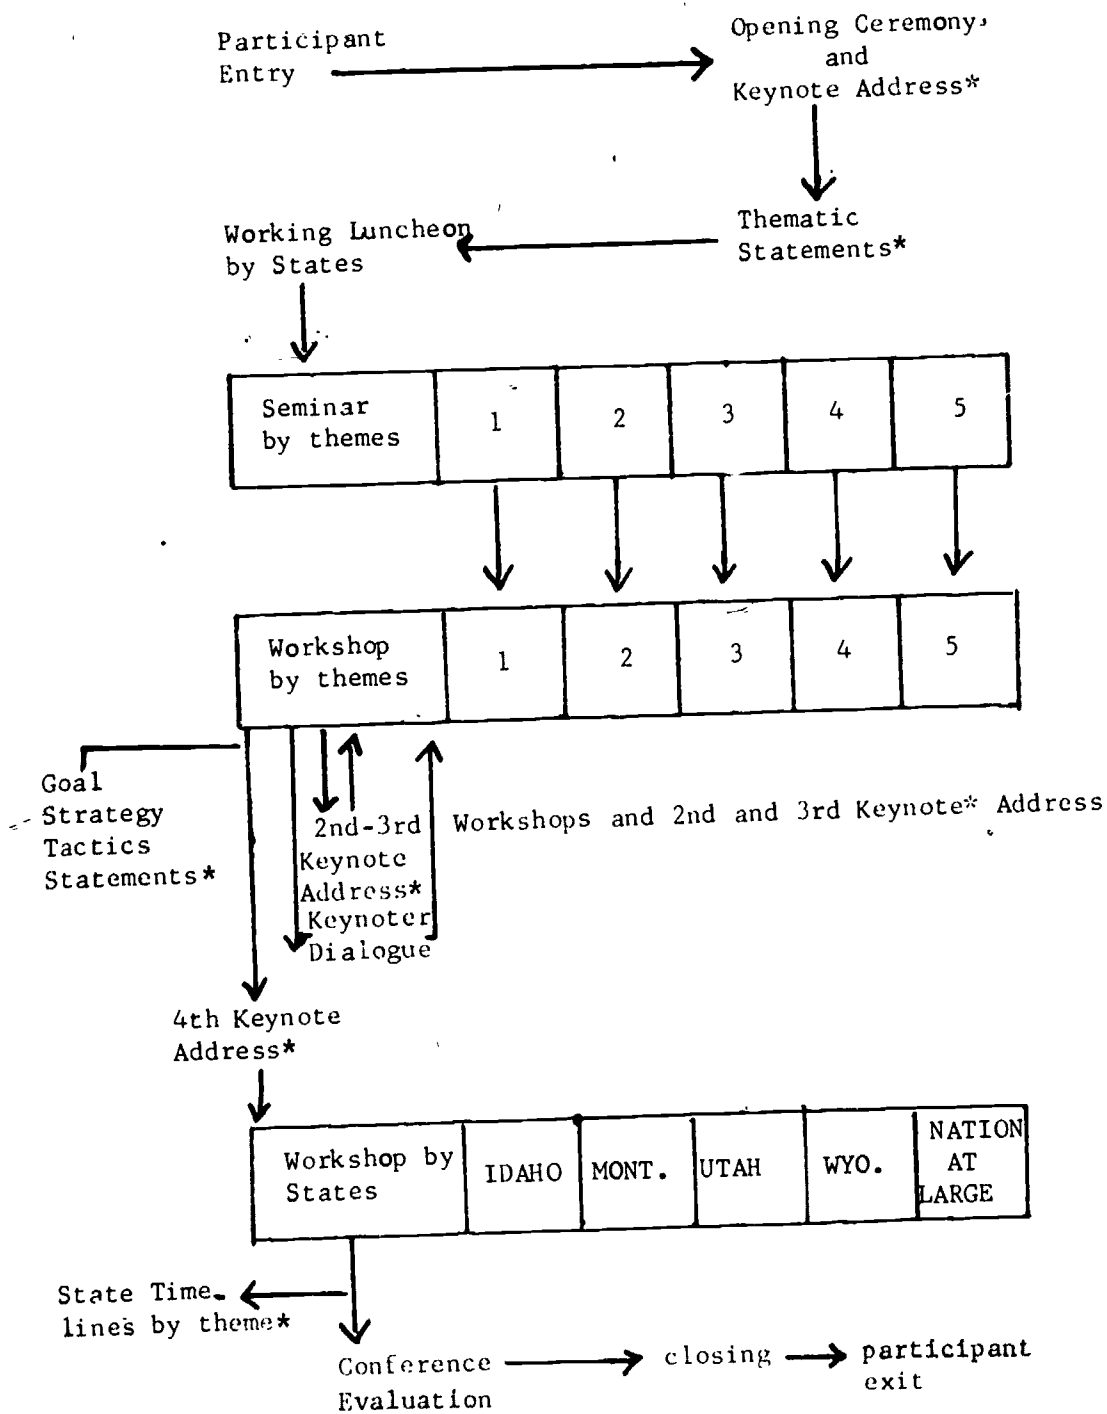 Participant
Entry
Opening Ceremony,
and
Keynote Address*
Working Luncheon
by States
Thematic
Statements*
Seminar
by themes
1
2
3
4
5
Workshop
by themes
1
2
3
4
5
Goal
Strategy
Tactics
Statements*
2nd-3rd
Keynote
Address*
Keynoter
Dialogue
Workshops and 2nd and 3rd Keynote* Address
4th Keynote
Address*
Workshop by
States
IDAHO
MONT.
UTAH
WYO.
NATION
AT
LARGE
State Time-
lines by theme*
Conference
Evaluation
closing
participant
exit